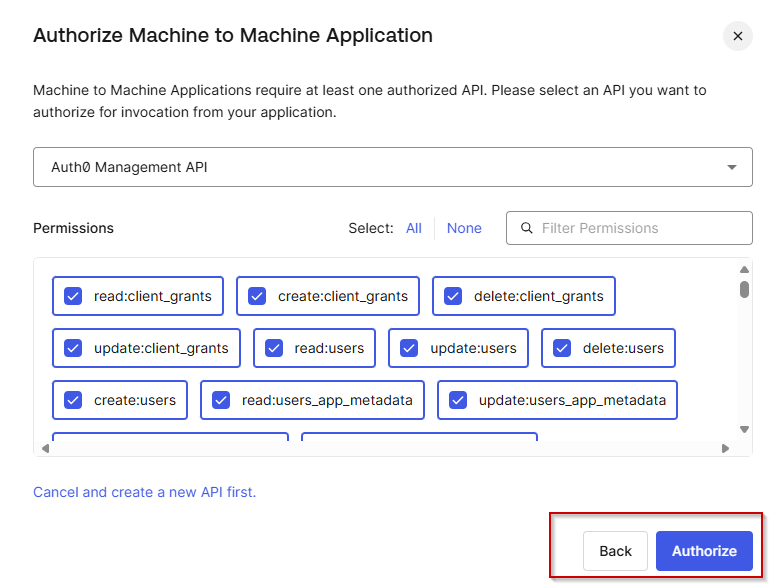 Authorize Machine to Machine Application
Machine to Machine Applications require at least one authorized API. Please select an API you want to
authorize for invocation from your application.
Auth0 Management API
Permissions Select: All None Filter Permissions
read:client_grants create:client_grants delete:client_grants
update:client_grants read:users update:users delete:users
create:users read:users_app_metadata update:users_app_metadata
Cancel and create a new API first.
Back Authorize